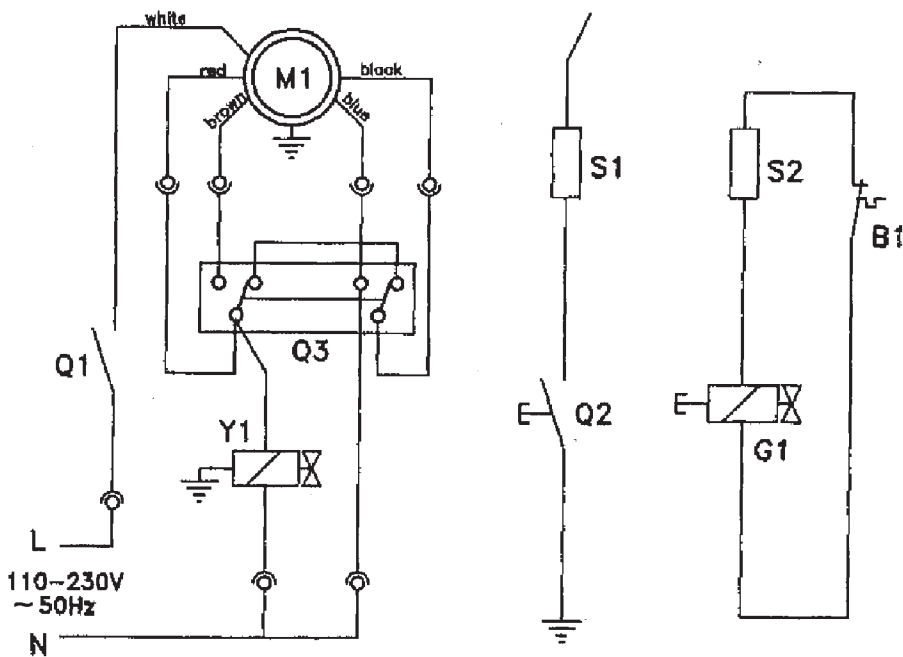 white
red
M1
black
brown
blue
S1
S2
B1
Q3
Q1
Q2
Y1
G1
L
110-230V
~50Hz
N